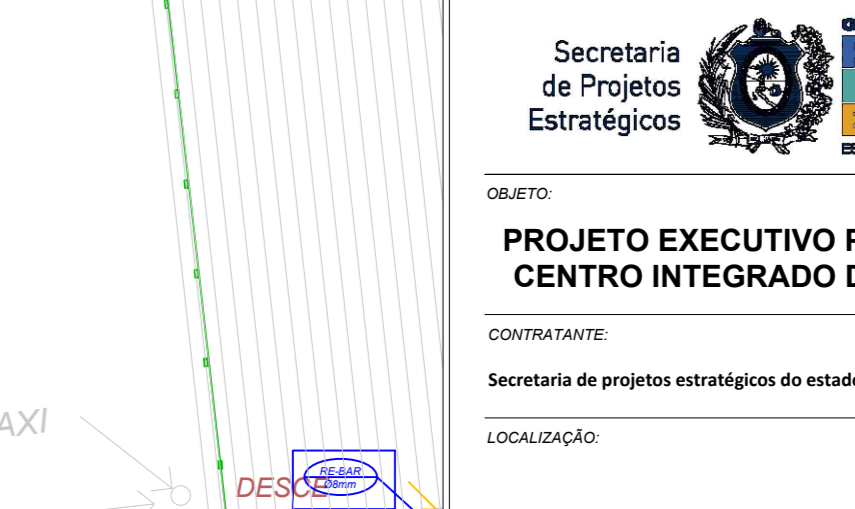 Secretaria
de Projetos
Estratégicos
OBJETO:
PROJETO EXECUTIVO
CENTRO INTEGRADO
CONTRATANTE:
Secretaria de projetos estratégicos do estad
LOCALIZAÇÃO:
AXI
DESCE
RE-BAR
Ø8mm